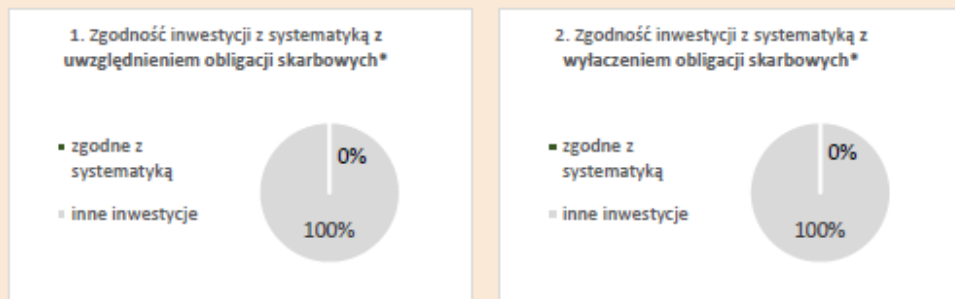 1. Zgodność inwestycji z systematyką z
uwzględnieniem obligacji skarbowych*
zgodne z
systematyką
inne inwestycje
0%
100%
2. Zgodność inwestycji z systematyką z
wyłaczeniem obligacji skarbowych*
zgodne z
systematyką
inne inwestycje
0%
100%